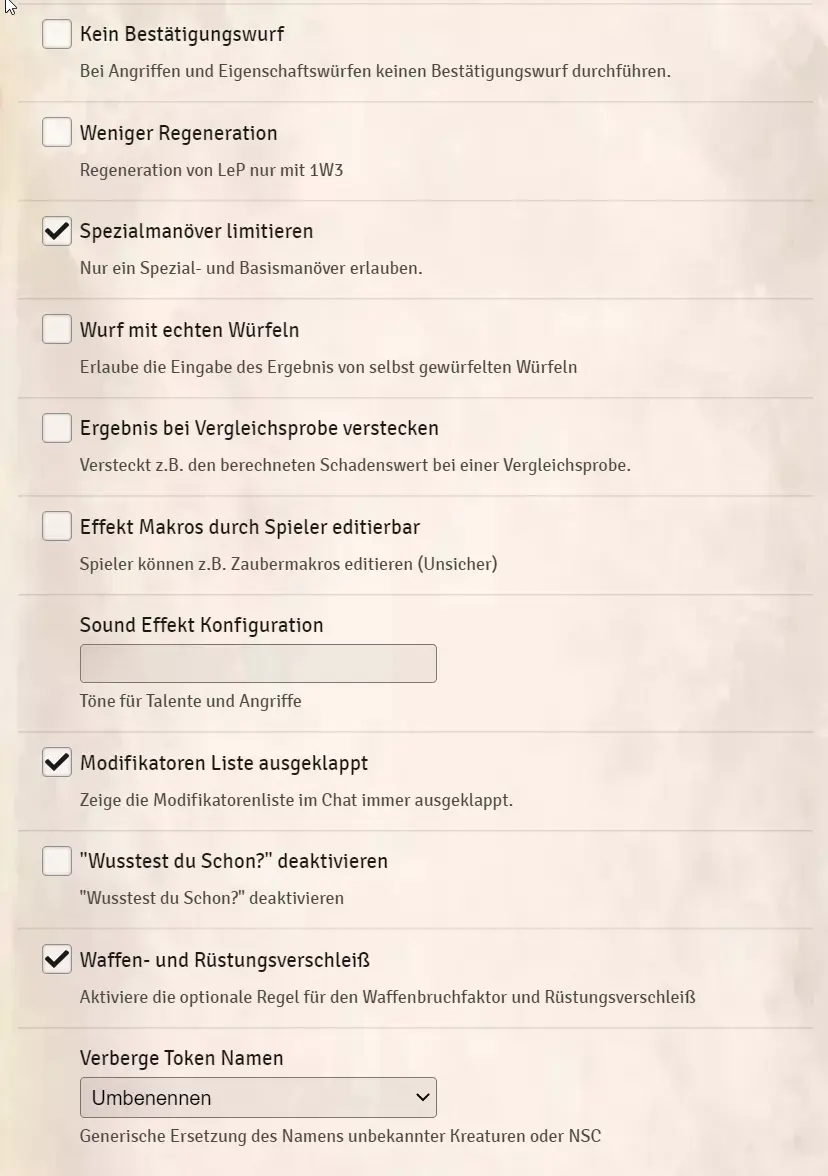 Kein Bestätigungswurf
Bei Angriffen und Eigenschaftswürfen keinen Bestätigungswurf durchführen.
Weniger Regeneration
Regeneration von LeP nur mit 1W3
Spezialmanöver limitieren
Nur ein Spezial- und Basismanöver erlauben.
Wurf mit echten Würfeln
Erlaube die Eingabe des Ergebnis von selbst gewürfelten Würfeln
Ergebnis bei Vergleichsprobe verstecken
Versteckt z.B. den berechneten Schadenswert bei einer Vergleichsprobe.
Effekt Makros durch Spieler editierbar
Spieler können z.B. Zaubermakros editieren (Unsicher)
Sound Effekt Konfiguration
Töne für Talente und Angriffe
Modifikatoren Liste ausgeklappt
Zeige die Modifikatorenliste im Chat immer ausgeklappt.
"Wusstest du Schon?" deaktivieren
"Wusstest du Schon?" deaktivieren
Waffen- und Rüstungsverschleiß
Aktiviere die optionale Regel für den Waffenbruchfaktor und Rüstungsverschleiß
Verberge Token Namen
Umbenennen
Generische Ersetzung des Namens unbekannter Kreaturen oder NSC